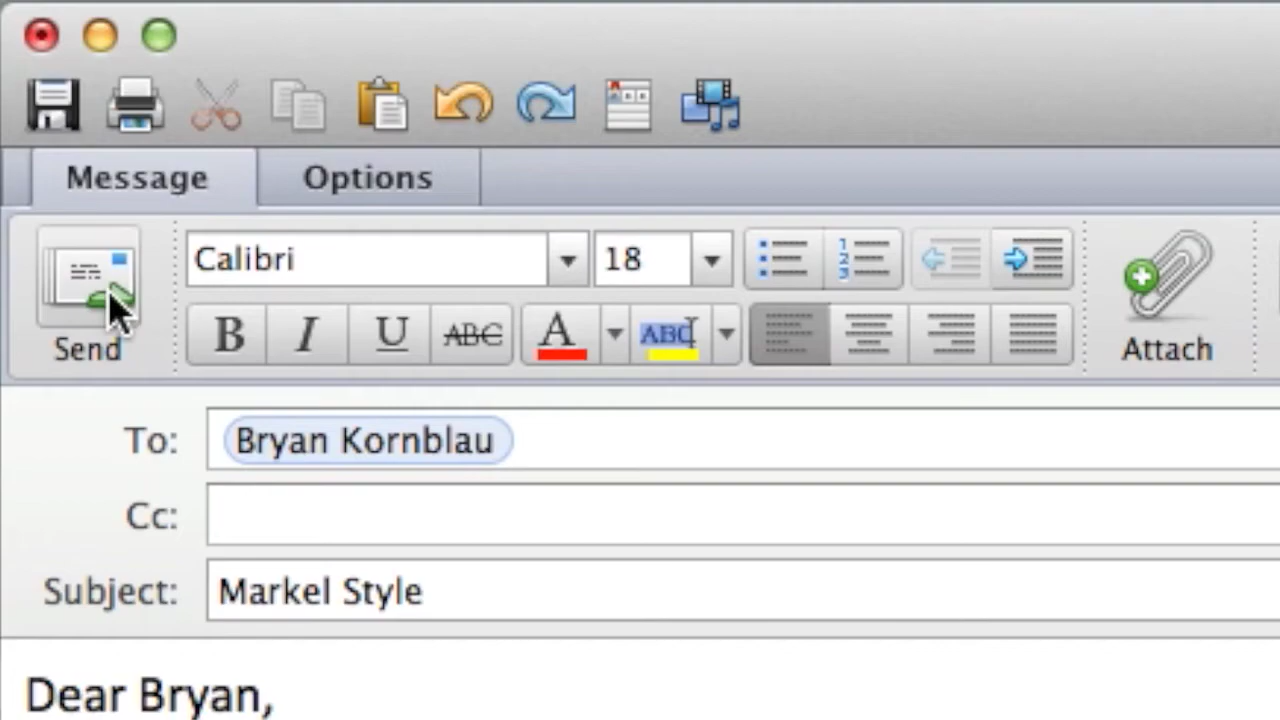 Message Options
Calibri 18
B I U ABC A ABC
Send Attach
To: Bryan Kornblau
Cc:
Subject: Markel Style
Dear Bryan,